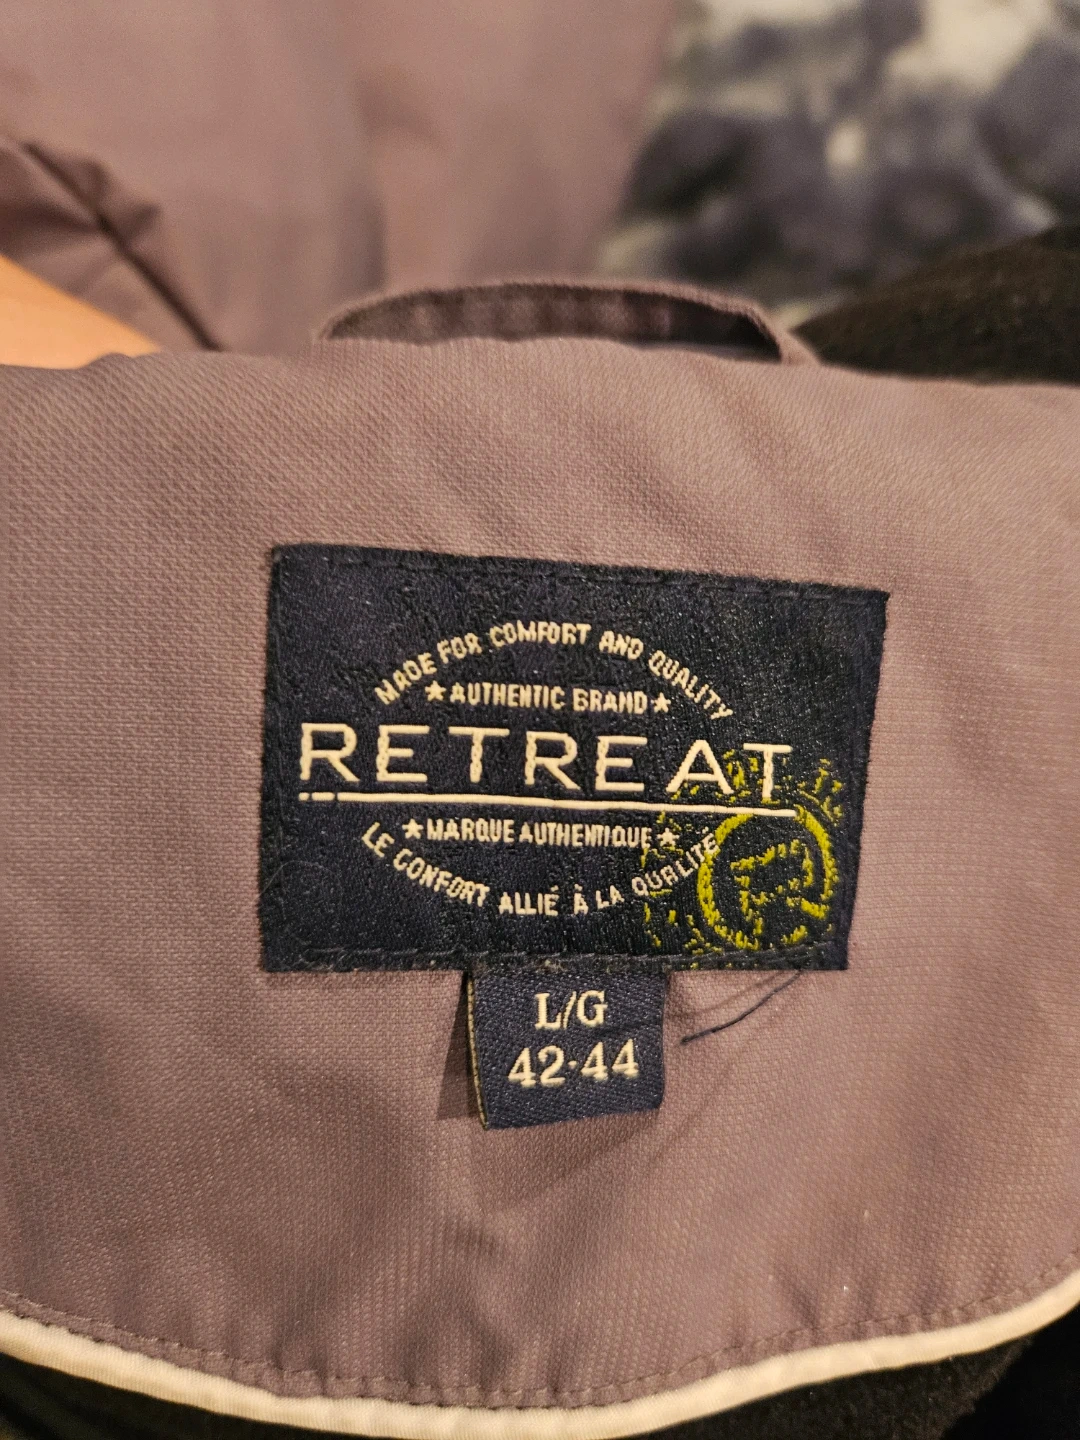 MADE FOR COMFORT AND QUALITY
★AUTHENTIC BRAND★
RETREAT
★MARQUE AUTHENTIQUE★
LE CONFORT ALLIÉ À LA QUALITÉ
R
L/G
42·44